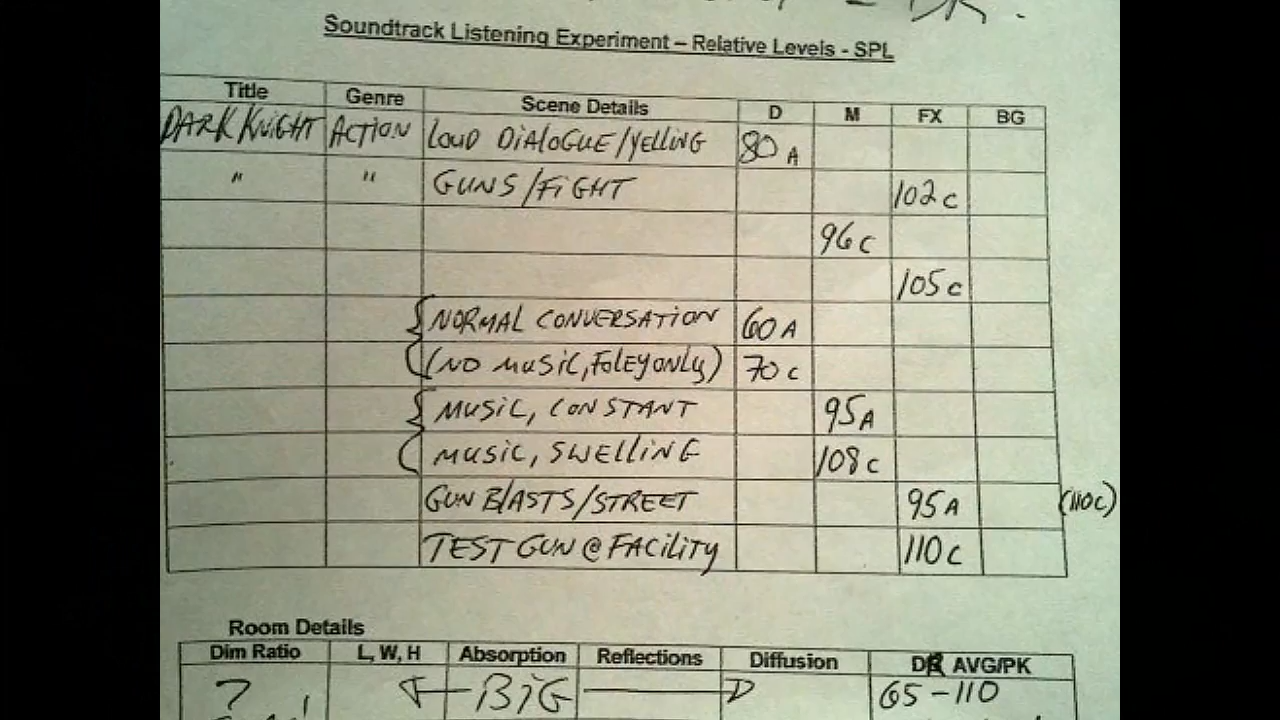 DR.
Soundtrack Listening Experiment – Relative Levels - SPL
Title Genre Scene Details D M FX BG
DARK KNIGHT ACTION LOUD DIALOGUE/YELLING 80 A
" " GUNS/FIGHT 102 C
96 C
105 C
NORMAL CONVERSATION 60 A
(NO MUSIC, FOLEY ONLY) 70 C
MUSIC, CONSTANT 95 A
MUSIC, SWELLING 108 C
GUN BLASTS/STREET 95 A (110C)
TEST GUN @ FACILITY 110 C
Room Details
Dim Ratio L, W, H Absorption Reflections Diffusion DR AVG/PK
? BIG 65-110